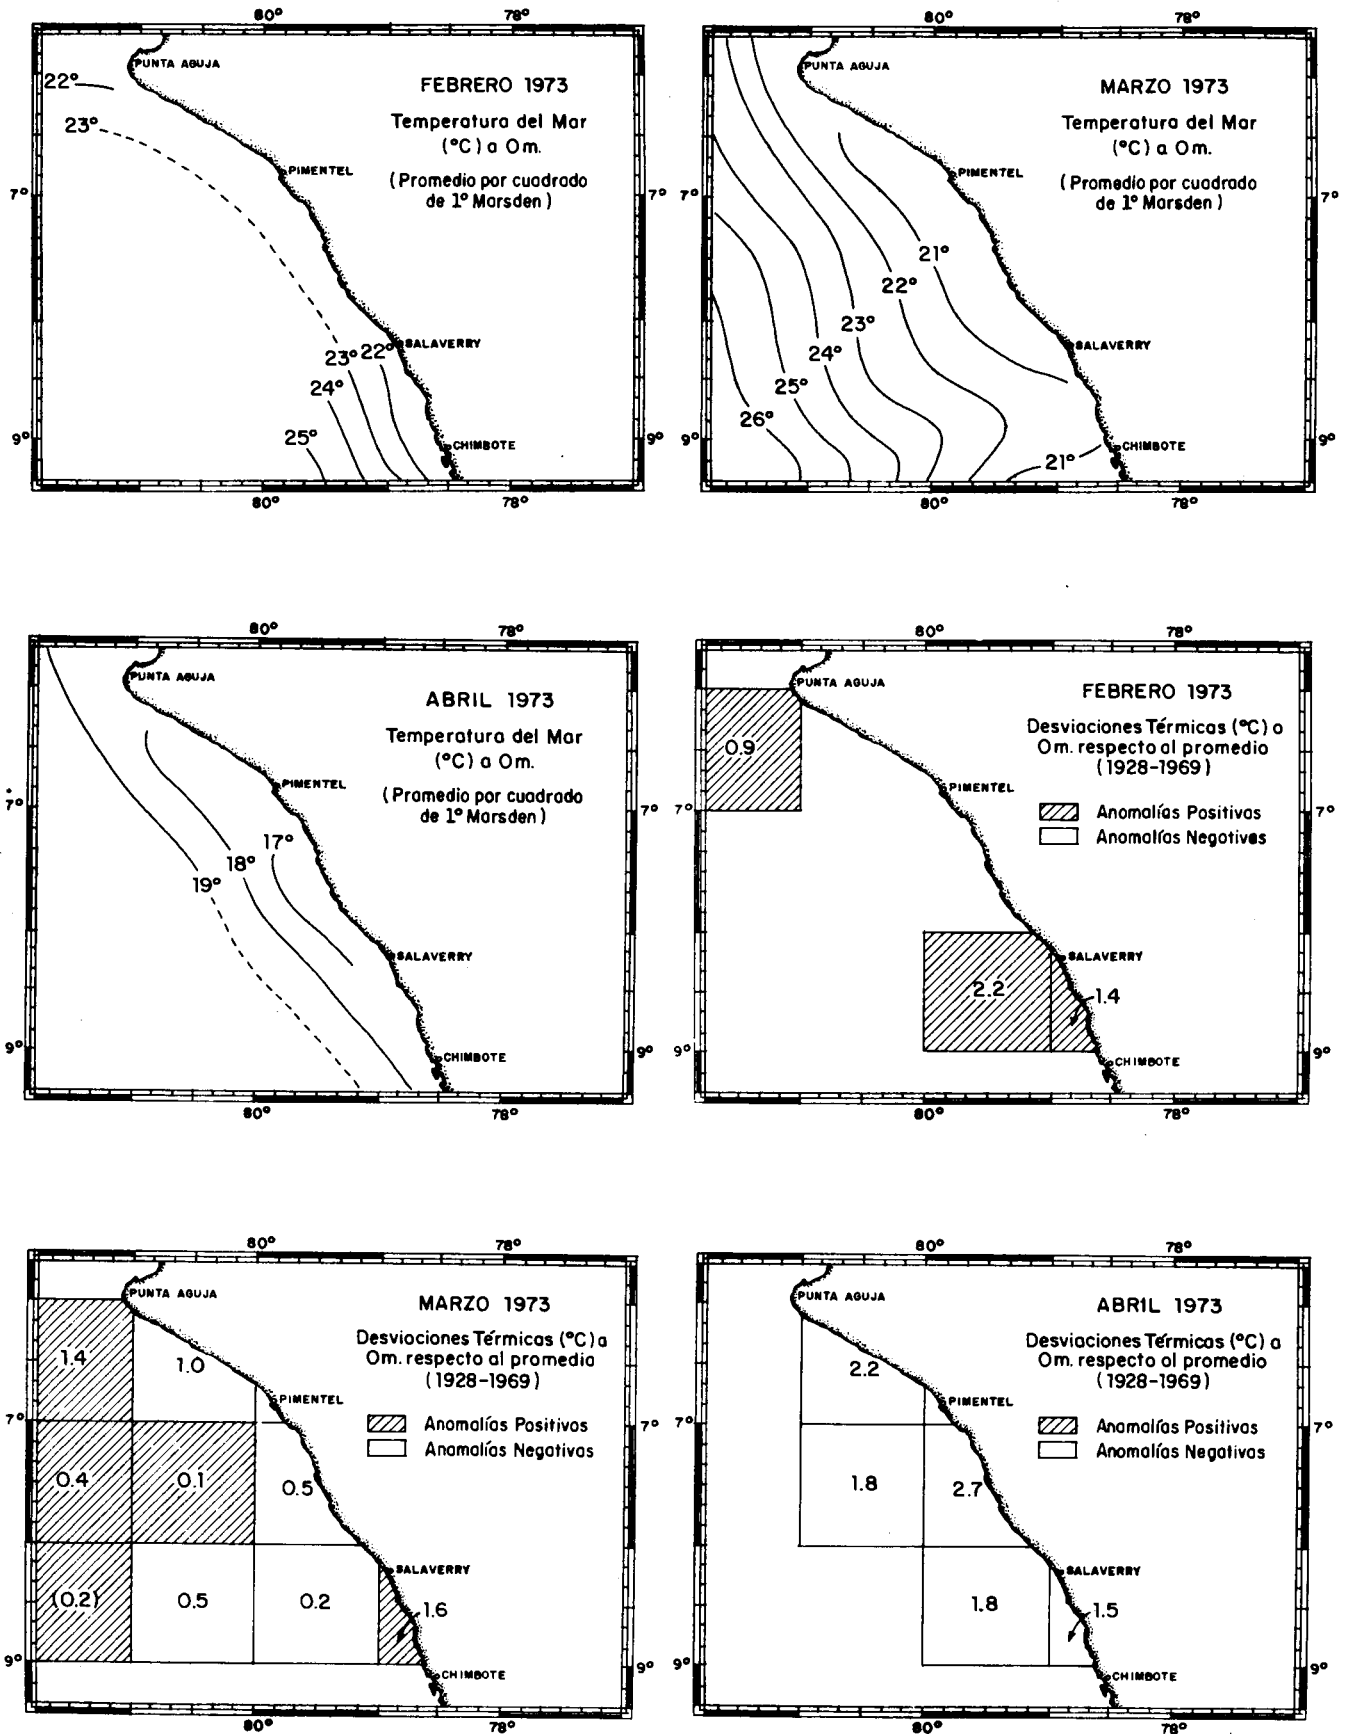 80°
78°
PUNTA AGUJA
22°
FEBRERO 1973
23°
Temperatura del Mar
(°C) a Om.
(Promedio por cuadrado
de 1° Marsden)
PIMENTEL
7°
7°
SALAVERRY
23°
22°
24°
25°
9°
9°
CHIMBOTE
80°
78°
80°
78°
PUNTA AGUJA
MARZO 1973
Temperatura del Mar
(°C) a Om.
(Promedio por cuadrado
de 1° Marsden)
PIMENTEL
7°
21°
22°
23°
24°
SALAVERRY
25°
26°
9°
9°
CHIMBOTE
21°
80°
78°
80°
78°
PUNTA AGUJA
ABRIL 1973
Temperatura del Mar
(°C) a Om.
(Promedio por cuadrado
de 1° Marsden)
PIMENTEL
7°
7°
17°
18°
19°
SALAVERRY
9°
9°
CHIMBOTE
80°
78°
80°
78°
PUNTA AGUJA
FEBRERO 1973
Desviaciones Térmicas (°C) a
Om. respecto al promedio
(1928-1969)
0.9
PIMENTEL
Anomalías Positivas
Anomalías Negativas
7°
SALAVERRY
2.2
1.4
9°
9°
CHIMBOTE
80°
78°
80°
78°
PUNTA AGUJA
MARZO 1973
Desviaciones Térmicas (°C) a
Om. respecto al promedio
(1928-1969)
1.4
1.0
PIMENTEL
Anomalías Positivas
Anomalías Negativas
7°
7°
0.4
0.1
0.5
SALAVERRY
(0.2)
0.5
0.2
1.6
9°
9°
CHIMBOTE
80°
78°
80°
78°
PUNTA AGUJA
ABRIL 1973
Desviaciones Térmicas (°C) a
Om. respecto al promedio
(1928-1969)
2.2
PIMENTEL
Anomalías Positivas
Anomalías Negativas
7°
1.8
2.7
SALAVERRY
1.8
1.5
9°
9°
CHIMBOTE
80°
78°